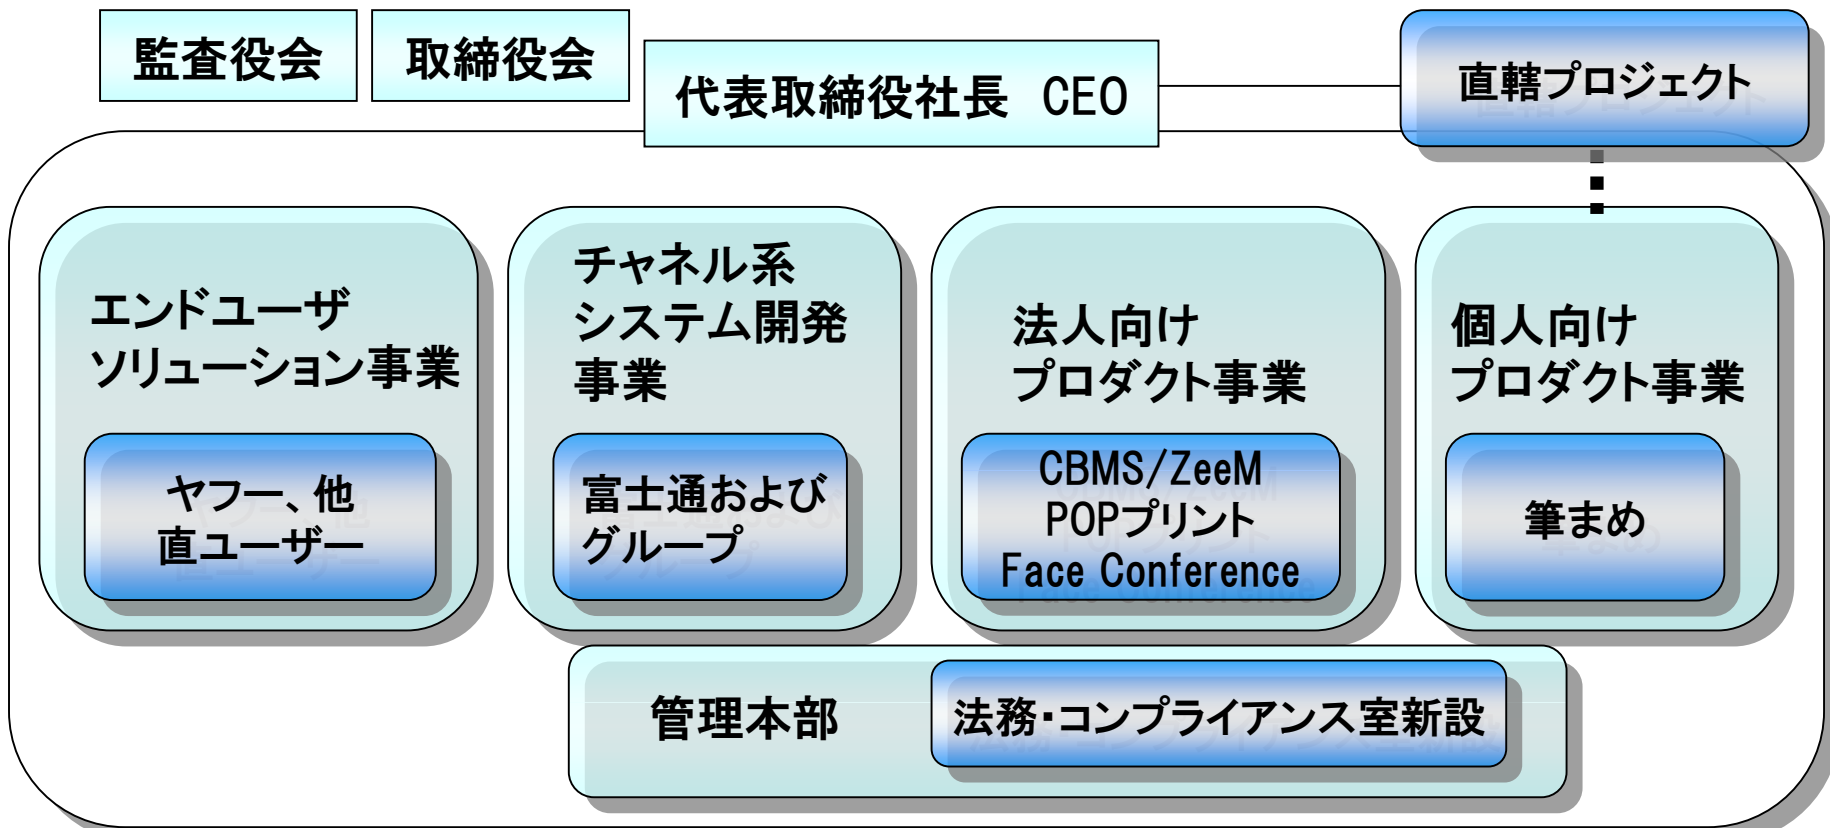 監査役会
取締役会
代表取締役社長　CEO
直轄プロジェクト
エンドユーザ
ソリューション事業
ヤフー、他
直ユーザー
チャネル系
システム開発
事業
富士通および
グループ
法人向け
プロダクト事業
CBMS/ZeeM
POPプリント
Face Conference
個人向け
プロダクト事業
筆まめ
管理本部
法務・コンプライアンス室新設